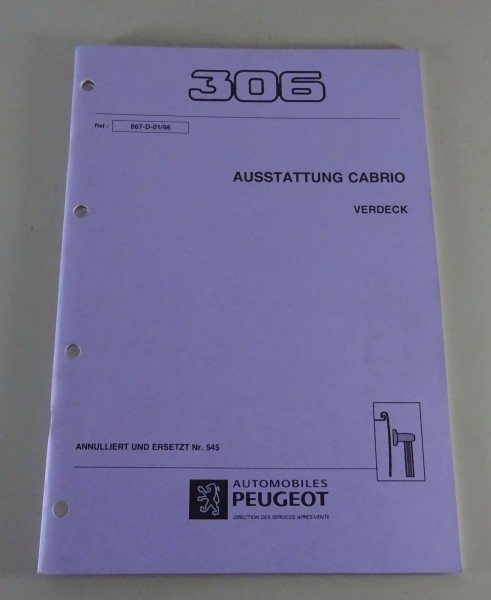 306
Ref : 867-D-01/96
AUSSTATTUNG CABRIO
VERDECK
ANNULLIERT UND ERSETZT Nr. 545
AUTOMOBILES
PEUGEOT
DIRECTION DES SERVICES APRÈS-VENTE